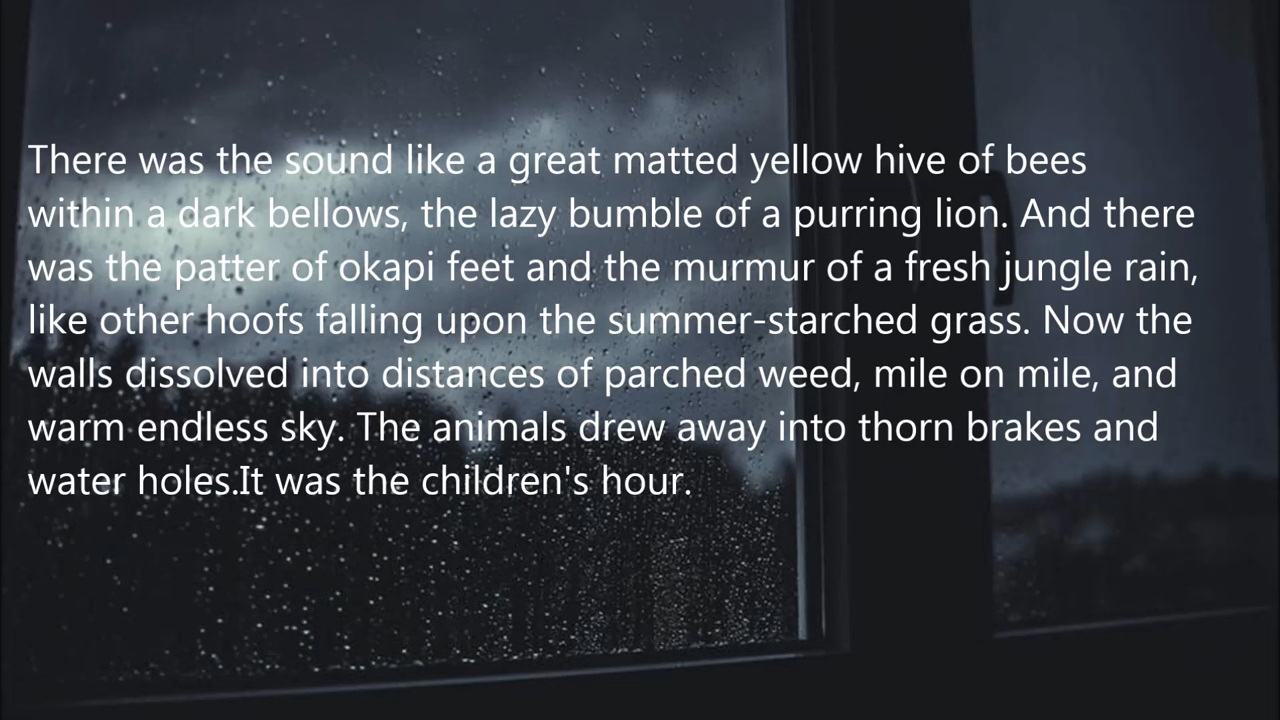 There was the sound like a great matted yellow hive of bees
within a dark bellows, the lazy bumble of a purring lion. And there
was the patter of okapi feet and the murmur of a fresh jungle rain,
like other hoofs falling upon the summer-starched grass. Now the
walls dissolved into distances of parched weed, mile on mile, and
warm endless sky. The animals drew away into thorn brakes and
water holes.It was the children's hour.